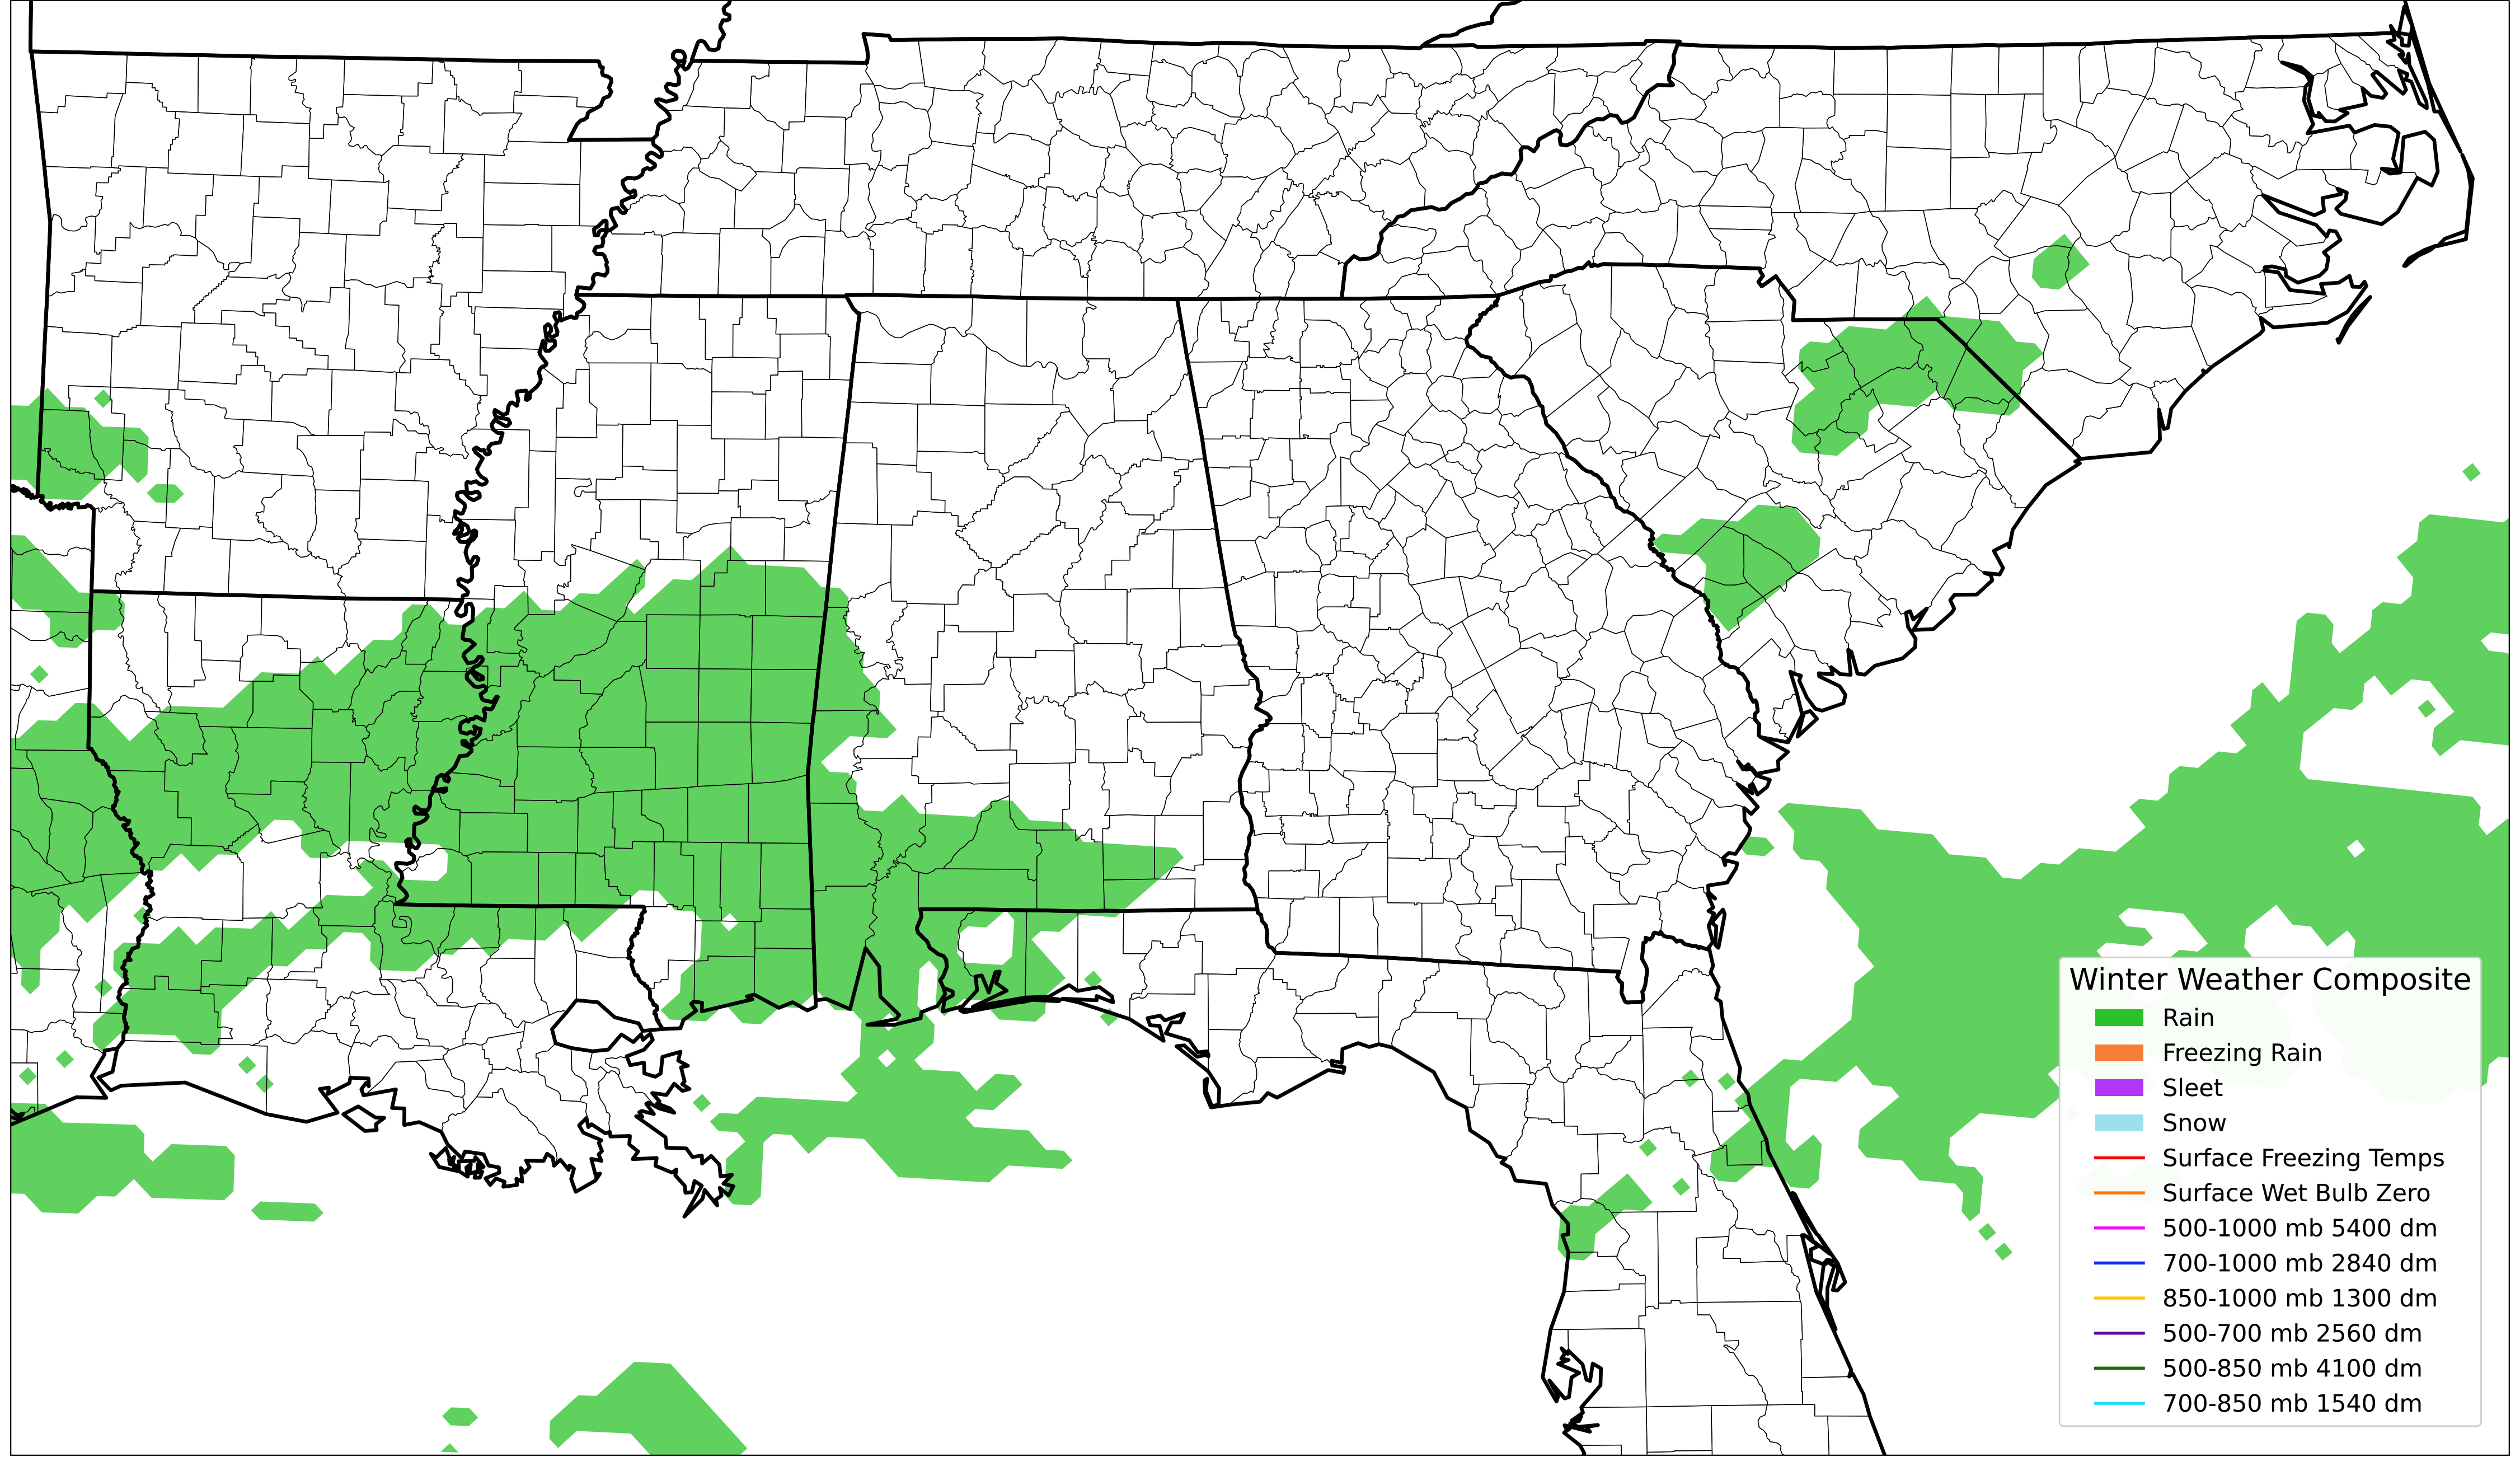 Winter Weather Composite
Rain
Freezing Rain
Sleet
Snow
Surface Freezing Temps
Surface Wet Bulb Zero
500-1000 mb 5400 dm
700-1000 mb 2840 dm
850-1000 mb 1300 dm
500-700 mb 2560 dm
500-850 mb 4100 dm
700-850 mb 1540 dm